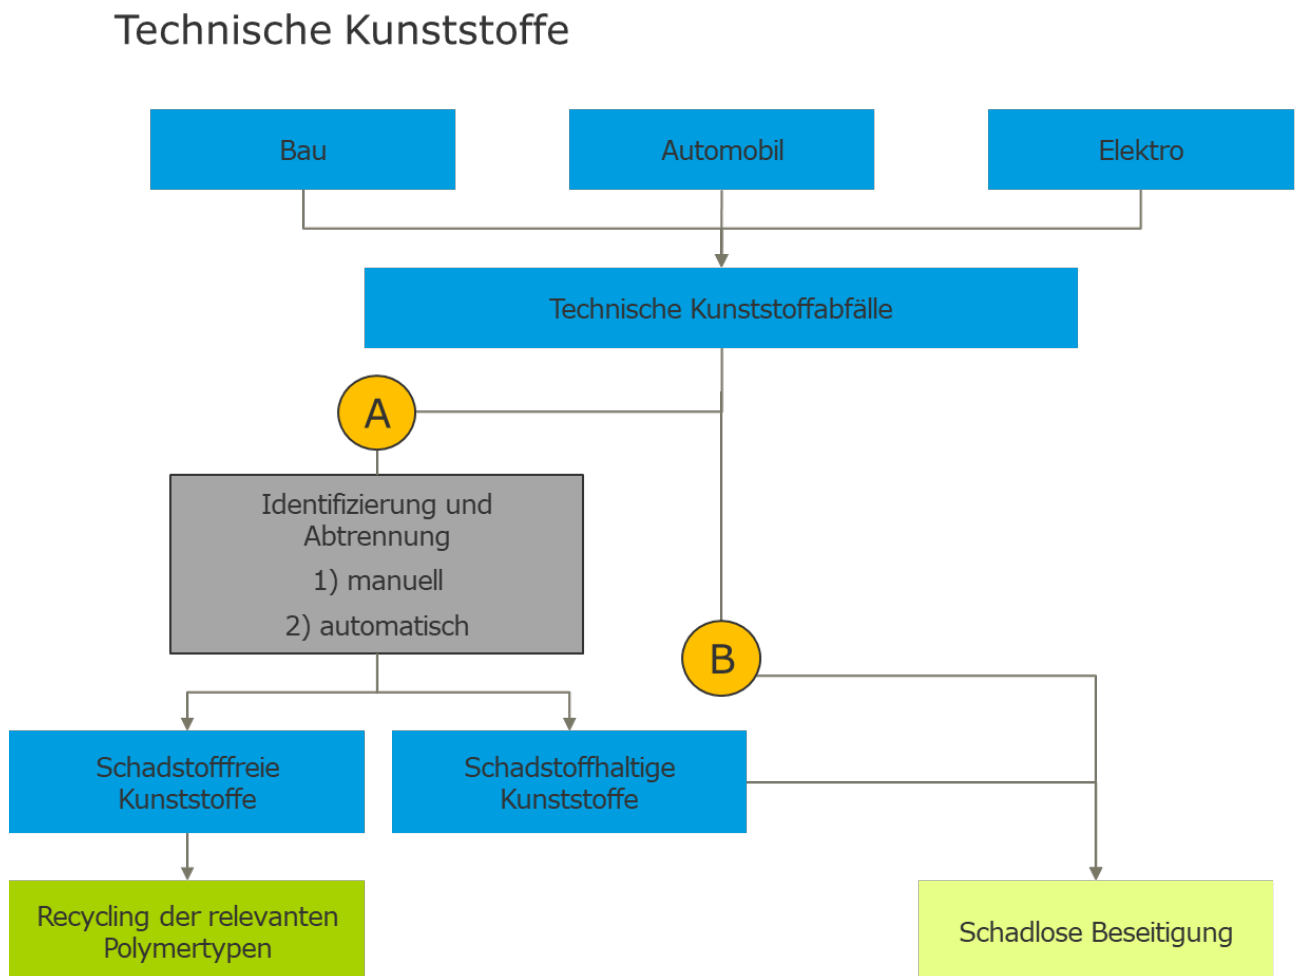 Technische Kunststoffe
Bau
Automobil
Elektro
Technische Kunststoffabfälle
A
Identifizierung und
Abtrennung
1) manuell
2) automatisch
B
Schadstofffreie
Kunststoffe
Schadstoffhaltige
Kunststoffe
Recycling der relevanten
Polymertypen
Schadlose Beseitigung